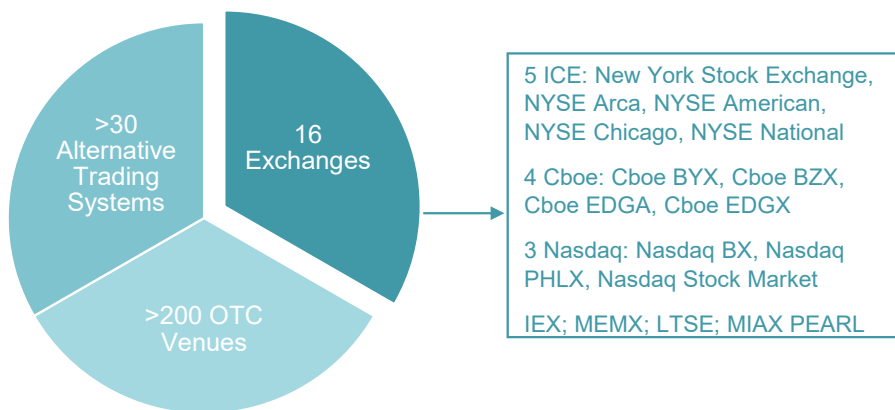 >30
Alternative
Trading
Systems
16
Exchanges
>200 OTC
Venues
5 ICE: New York Stock Exchange,
NYSE Arca, NYSE American,
NYSE Chicago, NYSE National
4 Cboe: Cboe BYX, Cboe BZX,
Cboe EDGA, Cboe EDGX
3 Nasdaq: Nasdaq BX, Nasdaq
PHLX, Nasdaq Stock Market
IEX; MEMX; LTSE; MIAX PEARL